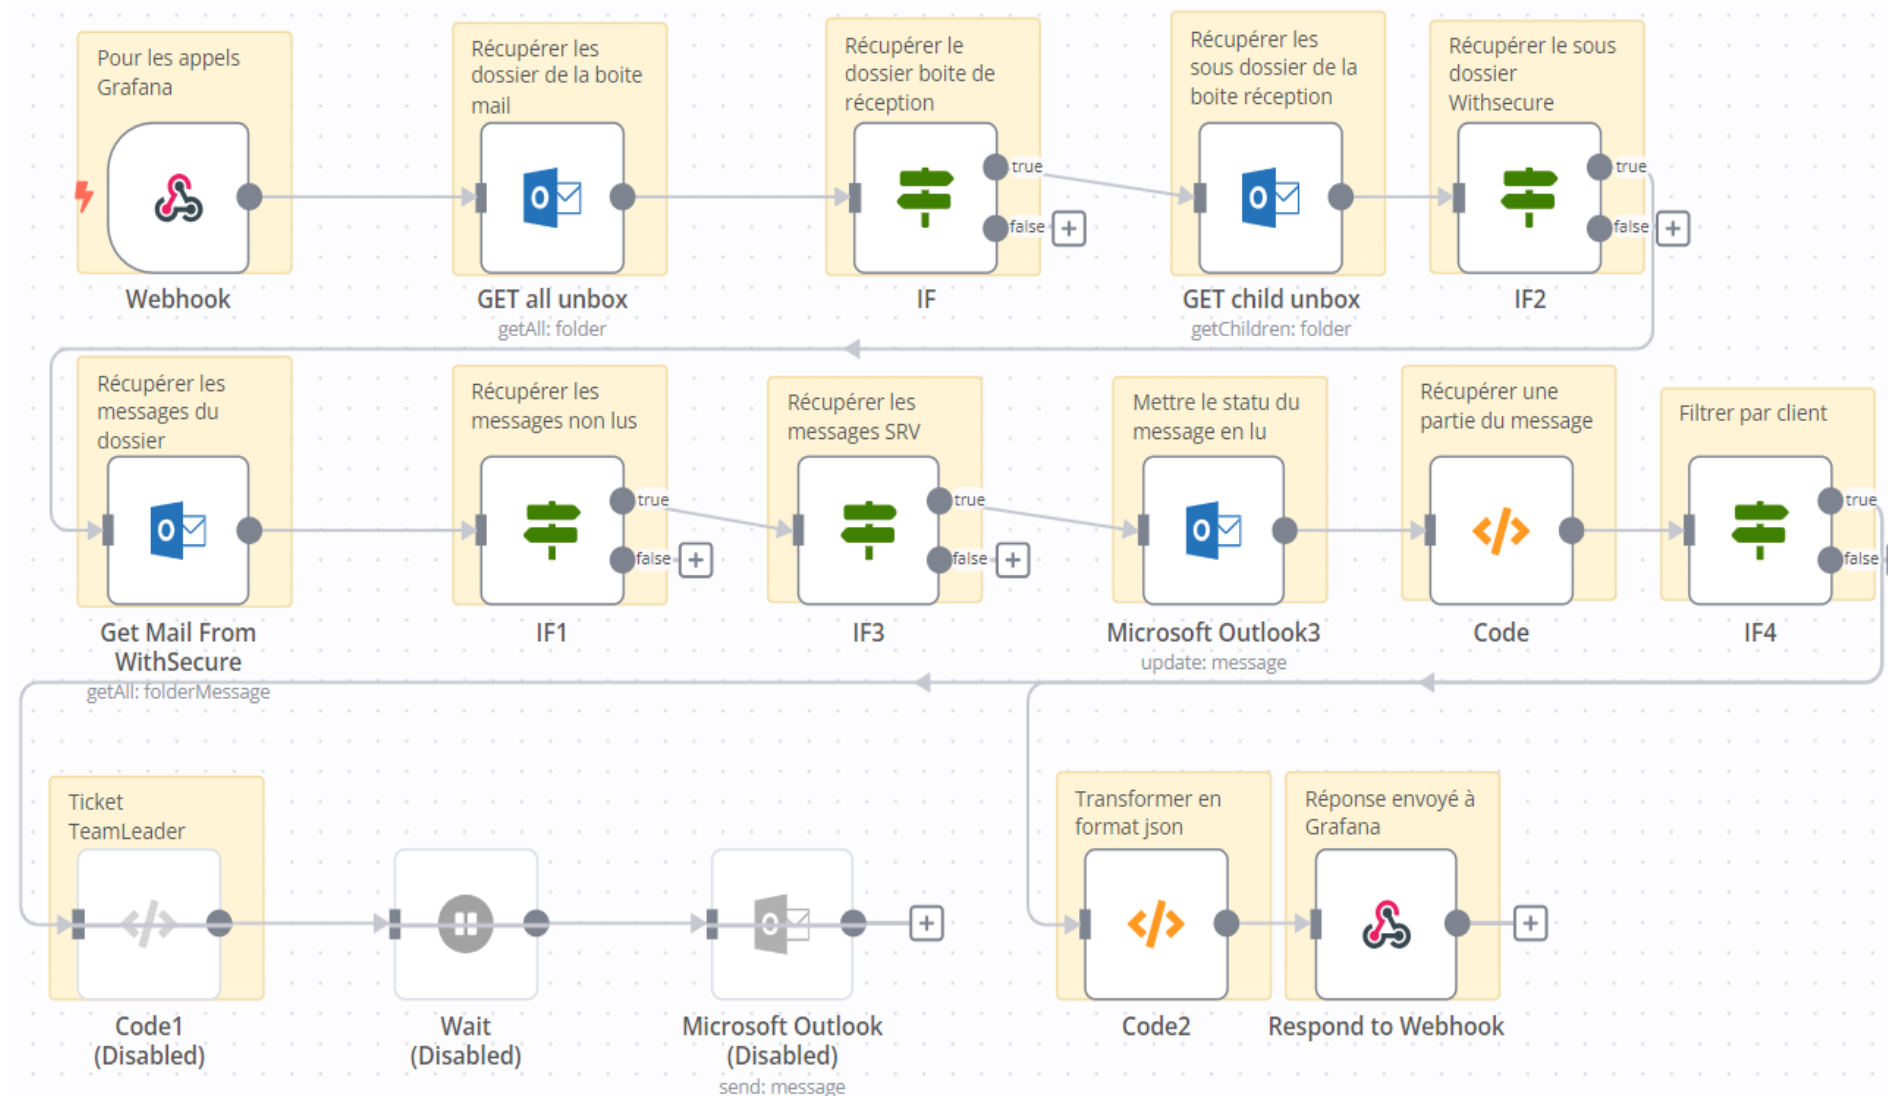 Pour les appels
Grafana
Récupérer les
dossier de la boite
mail
Récupérer le
dossier boite de
réception
Récupérer les
sous dossier de la
boite réception
Récupérer le sous
dossier
Withsecure
true
false
true
false
Webhook
GET all unbox
getAll: folder
IF
GET child unbox
getChildren: folder
IF2
Récupérer les
messages du
dossier
Récupérer les
messages non lus
Récupérer les
messages SRV
Mettre le statu du
message en lu
Récupérer une
partie du message
Filtrer par client
true
false
true
false
true
false
Get Mail From
WithSecure
getAll: folderMessage
IF1
IF3
Microsoft Outlook3
update: message
Code
IF4
Ticket
TeamLeader
Transformer en
format json
Réponse envoyé à
Grafana
Code1
(Disabled)
Wait
(Disabled)
Microsoft Outlook
(Disabled)
send: message
Code2
Respond to Webhook